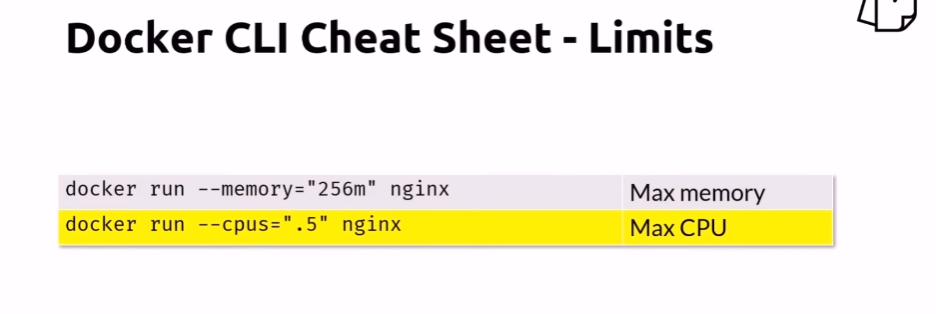 Docker CLI Cheat Sheet - Limits
docker run --memory="256m" nginx Max memory
docker run --cpus=".5" nginx Max CPU